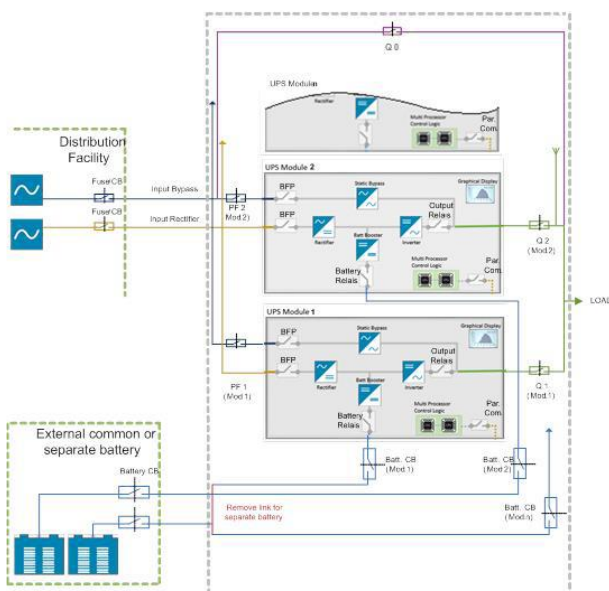 Q 0
UPS Module n
Rectifier
Multi Processor
Control Logic
Par.
Com.
Distribution
Facility
Fuse/CB
Input Bypass
Fuse/CB
Input Rectifier
PF 2
Mod 2)
UPS Module 2
BFP
Static Bypass
Graphical Display
BFP
Output
Relais
Rectifier
Batt Booster
Inverter
Battery
Relais
Multi Processor
Control Logic
Par.
Com.
Q 2
(Mod.2)
LOAD
UPS Module 1
BFP
Static Bypass
Graphical Display
BFP
Output
Relais
Rectifier
Batt Booster
Inverter
Battery
Relais
Multi Processor
Control Logic
Par.
Com.
PF 1
(Mod 1)
Q.1
(Mod.1)
External common or
separate battery
Battery CB
Remove link for
separate battery
Batt. CB
(Mod.1)
Batt. CB
(Mod 2)
Batt. CB
(Mod.n)